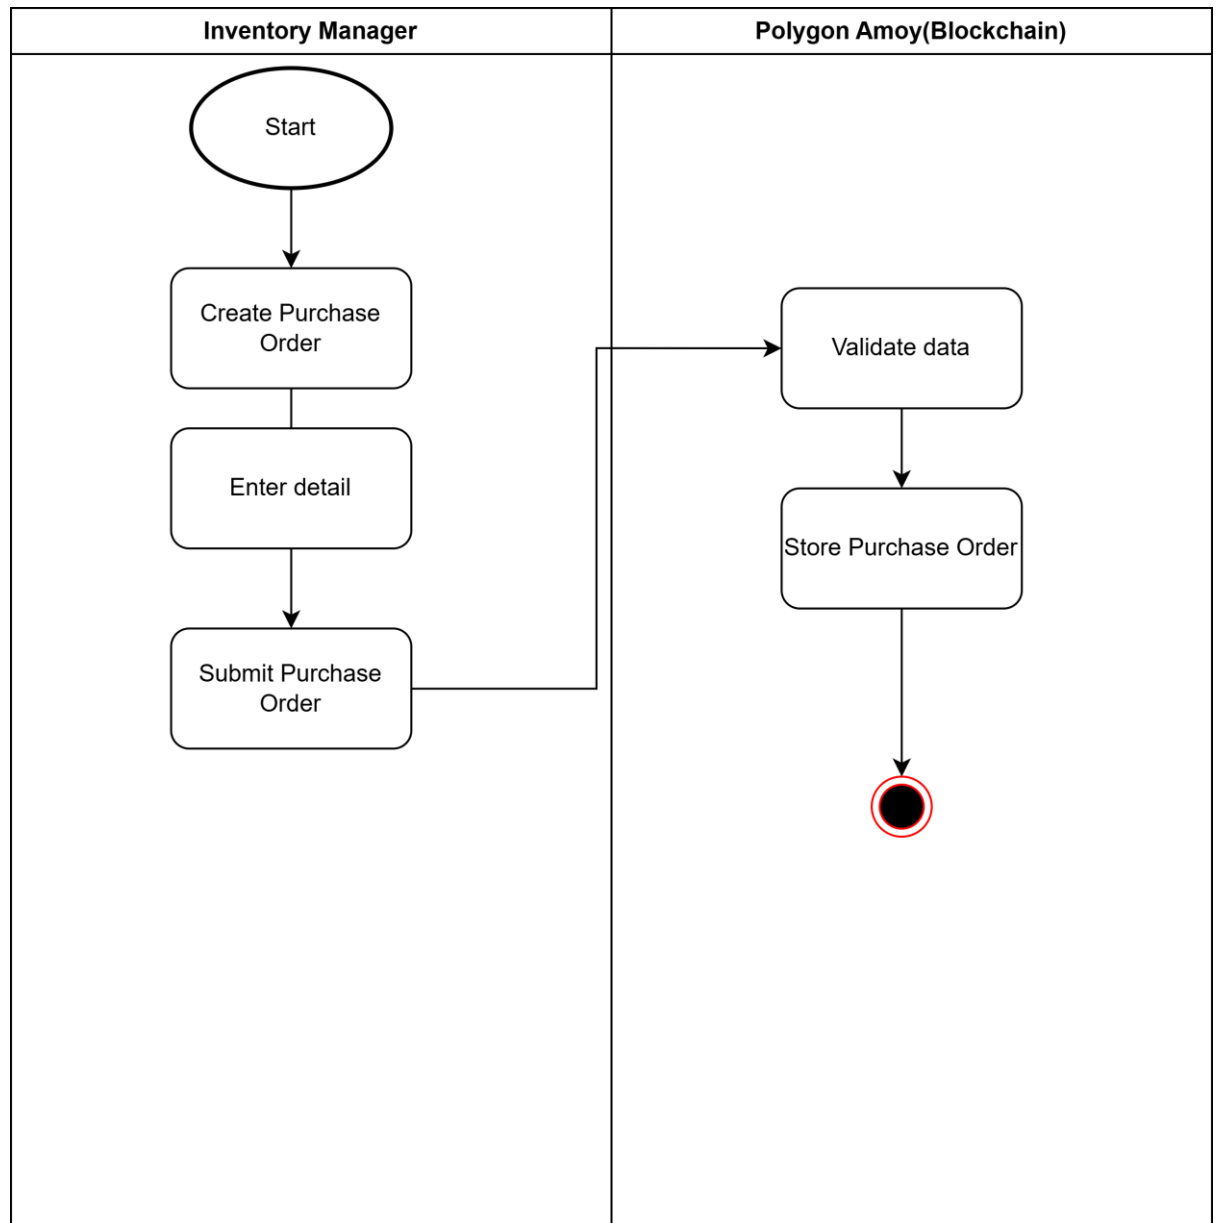 Inventory Manager
Polygon Amoy(Blockchain)
Start
Create Purchase
Order
Enter detail
Submit Purchase
Order
Validate data
Store Purchase Order